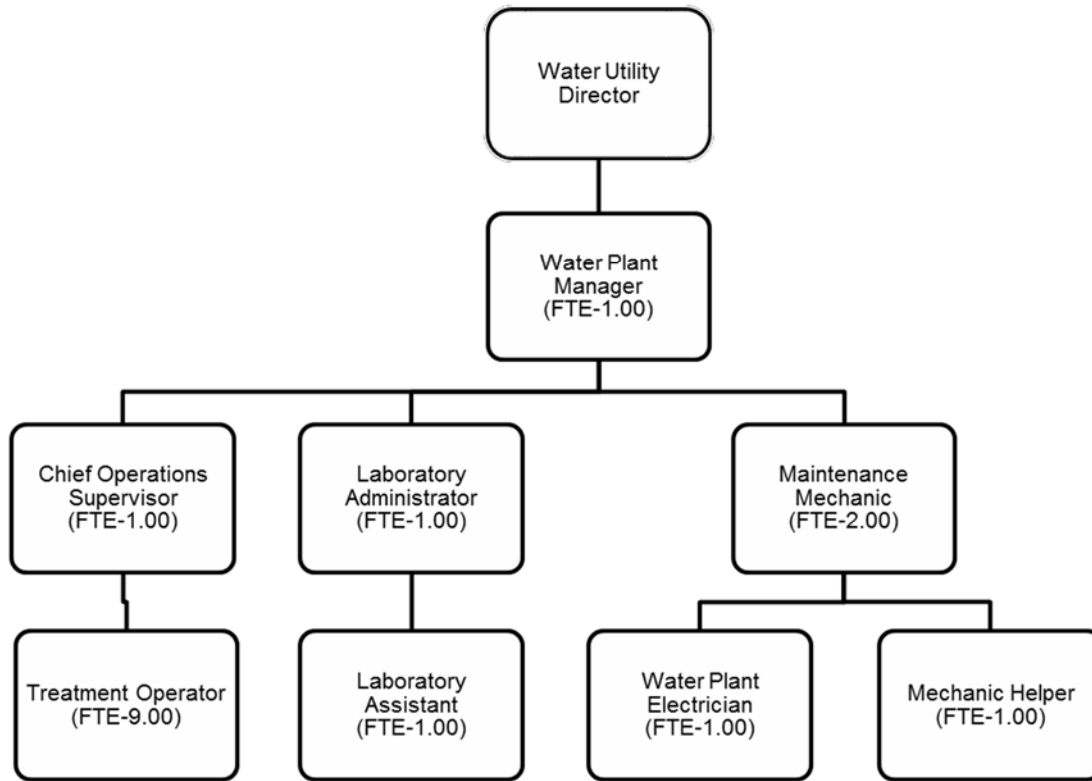 Water Utility
Director
Water Plant
Manager
(FTE-1.00)
Chief Operations
Supervisor
(FTE-1.00)
Laboratory
Administrator
(FTE-1.00)
Maintenance
Mechanic
(FTE-2.00)
Treatment Operator
(FTE-9.00)
Laboratory
Assistant
(FTE-1.00)
Water Plant
Electrician
(FTE-1.00)
Mechanic Helper
(FTE-1.00)